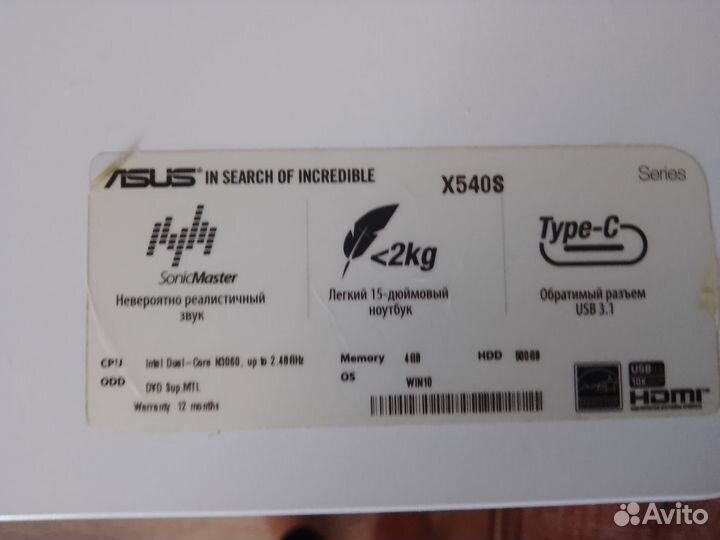 ASUS IN SEARCH OF INCREDIBLE
X540S
Series
SonicMaster
Невероятно реалистичный
звук
<2kg
Легкий 15-дюймовый
ноутбук
Type-C
Обратимый разъем
USB 3.1
CPU Intel Dual-Core N3060, up to 2.48GHz
ODD DVD Sup.MTL
Warranty 12 months
Memory 4GB HDD 500GB
OS WIN10
USB
10X
HDMI
Avito